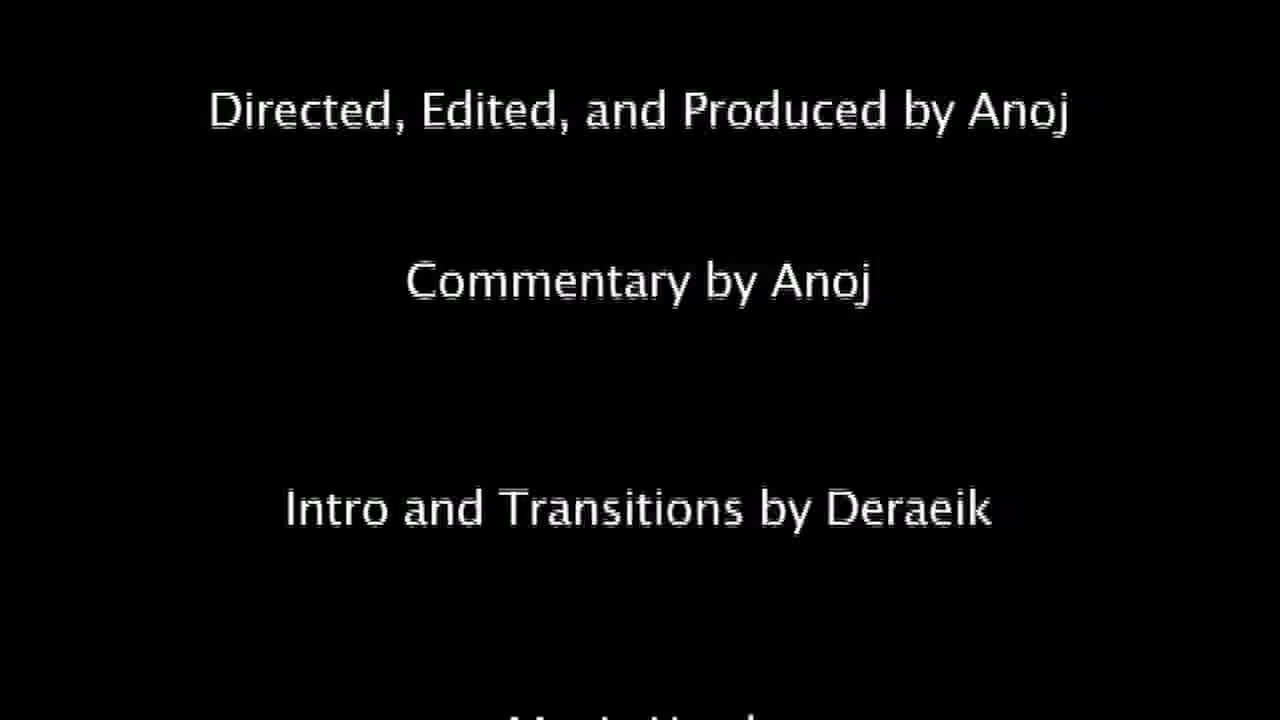 Directed, Edited, and Produced by Anoj
Commentary by Anoj
Intro and Transitions by Deraeik